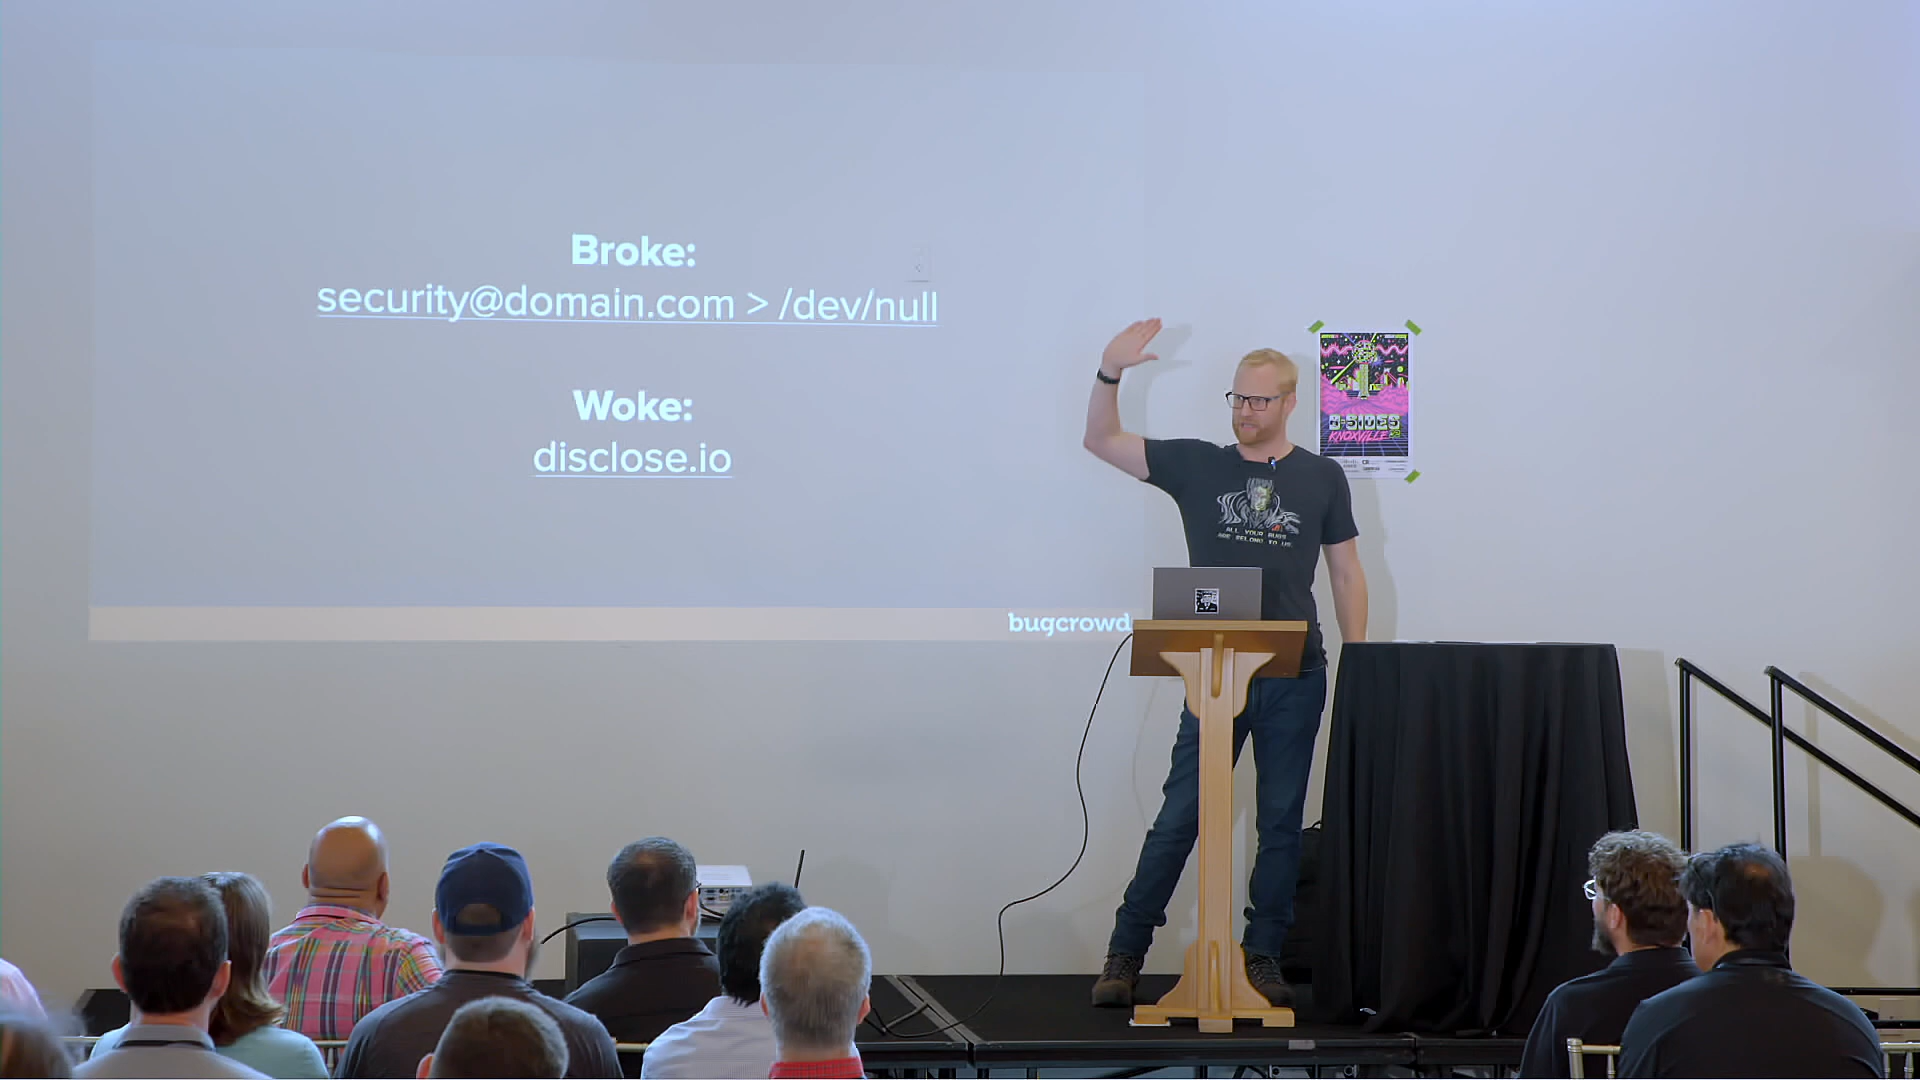 Broke:
security@domain.com > /dev/null
Woke:
disclose.io
bugcrowd
B-SIDES
KNOXVILLE
ALL YOUR BUGS
ARE BELONG TO US